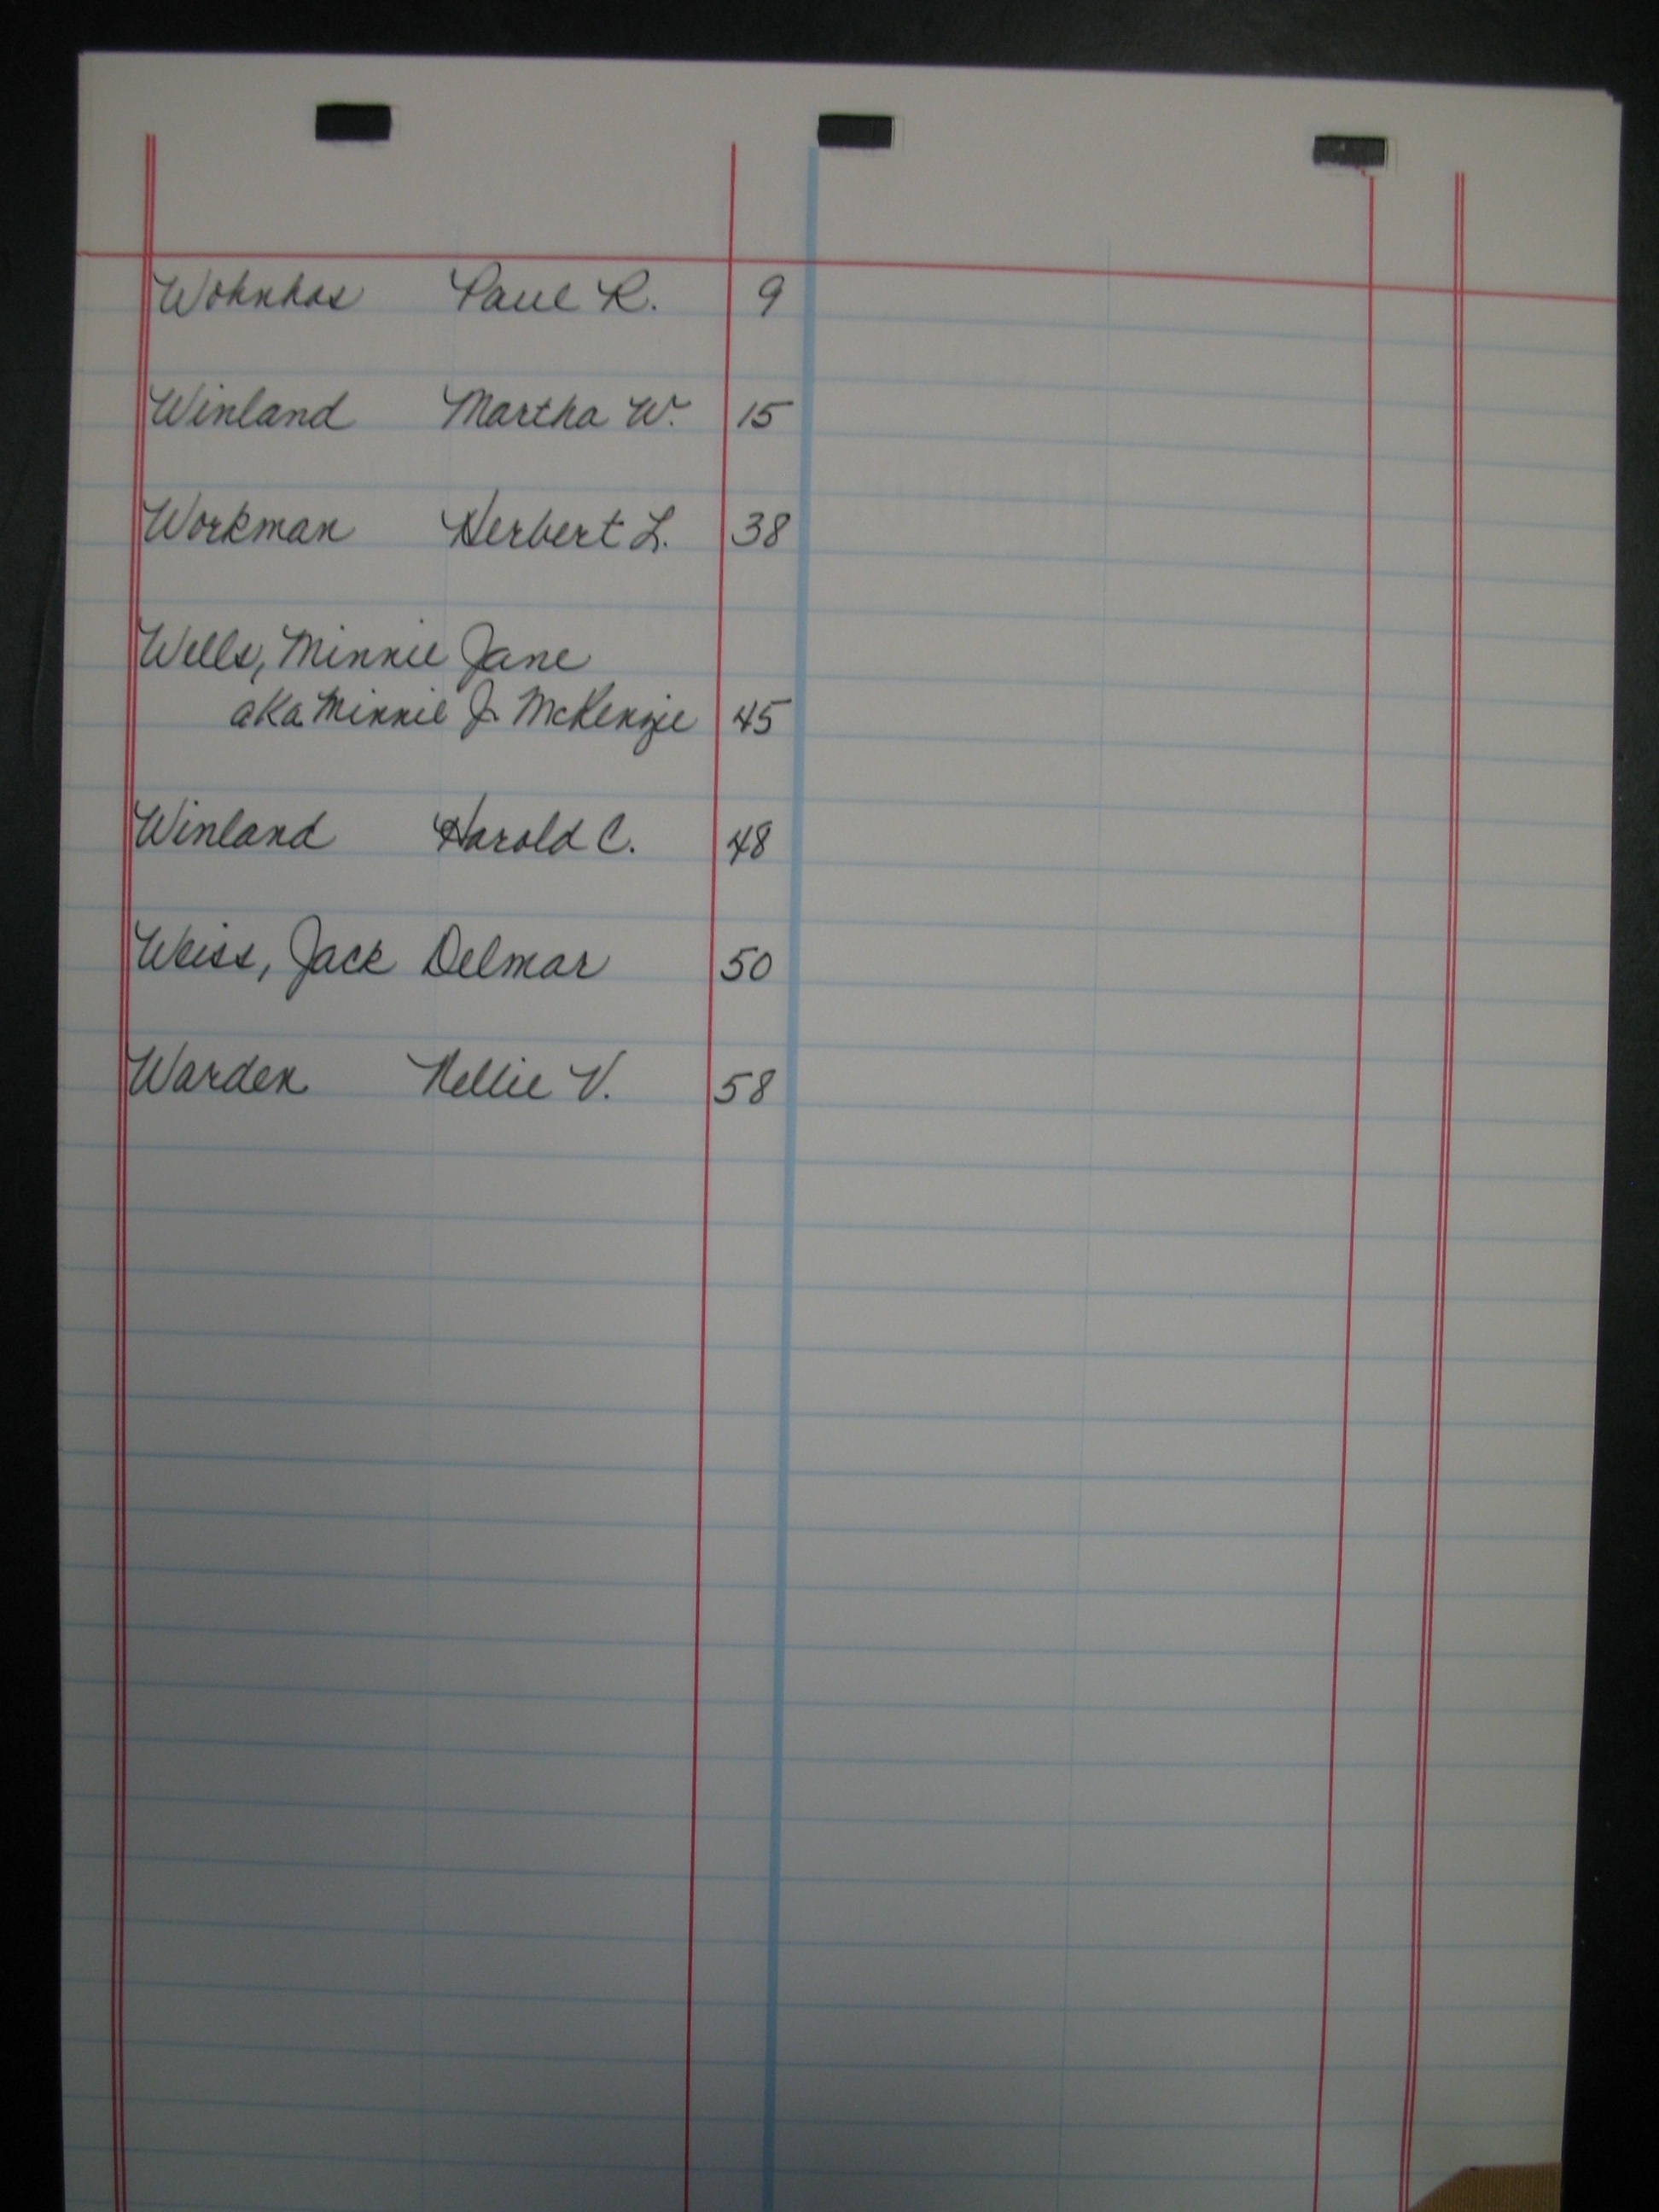 Wohnhas Paul R. 9
Winland Martha W. 15
Workman Herbert L. 38
Wells, Minnie Jane
aka Minnie J. McKenzie 45
Winland Harold C. 48
Weiss, Jack Delmar 50
Warden Nellie V. 58